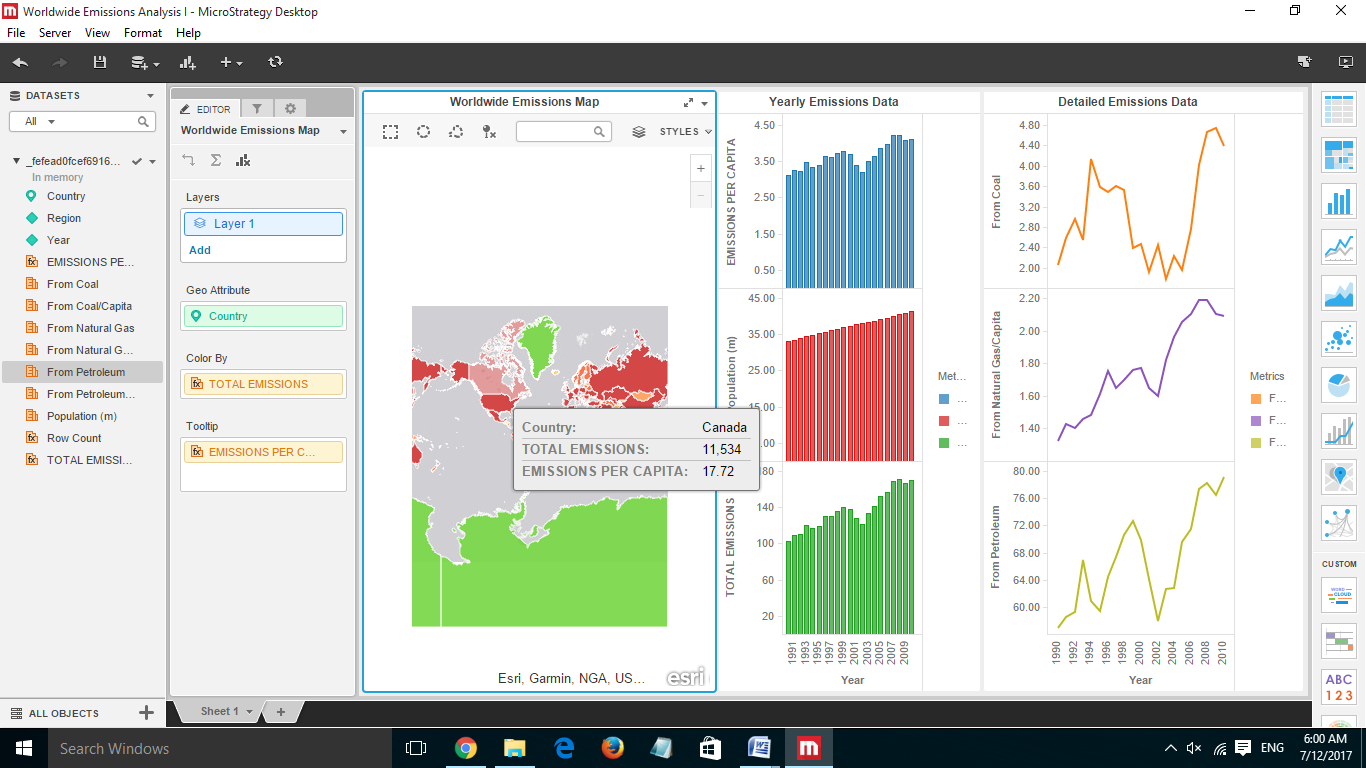 Worldwide Emissions Analysis I - MicroStrategy Desktop
File Server View Format Help
DATASETS
All
_fefead0fcef6916...
In memory
Country
Region
Year
EMISSIONS PE...
From Coal
From Coal/Capita
From Natural Gas
From Natural G...
From Petroleum
From Petroleum...
Population (m)
Row Count
TOTAL EMISSI...
ALL OBJECTS
EDITOR
Worldwide Emissions Map
Layers
Layer 1
Add
Geo Attribute
Country
Color By
TOTAL EMISSIONS
Tooltip
EMISSIONS PER C...
Worldwide Emissions Map
STYLES
+
−
Country: Canada
TOTAL EMISSIONS: 11,534
EMISSIONS PER CAPITA: 17.72
Esri, Garmin, NGA, US...
esri
Yearly Emissions Data
EMISSIONS PER CAPITA
4.50
3.50
2.50
1.50
0.50
Population (m)
45.00
35.00
25.00
15.00
TOTAL EMISSIONS
180
140
100
60
20
1991 1993 1995 1997 1999 2001 2003 2005 2007 2009
Year
Met...
...
...
...
Detailed Emissions Data
From Coal
4.80
4.40
4.00
3.60
3.20
2.80
2.40
2.00
From Natural Gas/Capita
2.20
2.00
1.80
1.60
1.40
From Petroleum
80.00
76.00
72.00
68.00
64.00
60.00
1990 1992 1994 1996 1998 2000 2002 2004 2006 2008 2010
Year
Metrics
F...
F...
F...
CUSTOM
WORD
CLOUD
ABC
123
Sheet 1
Search Windows
ENG
6:00 AM
7/12/2017